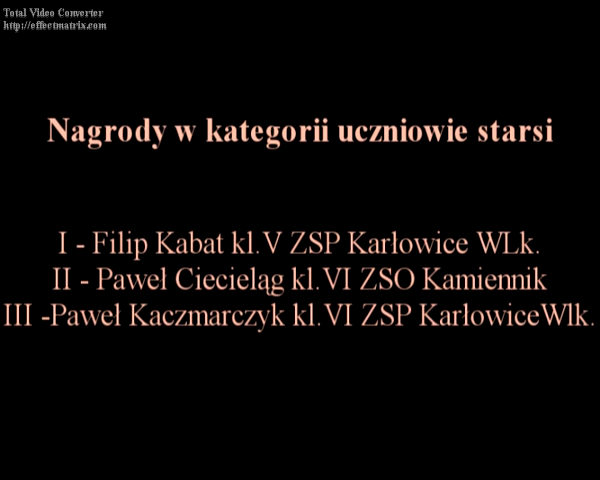 Total Video Converter
http://effectmatrix.com
Nagrody w kategorii uczniowie starsi
I - Filip Kabat kl.V ZSP Karłowice WLk.
II - Paweł Ciecieląg kl.VI ZSO Kamiennik
III -Paweł Kaczmarczyk kl.VI ZSP KarłowiceWlk.